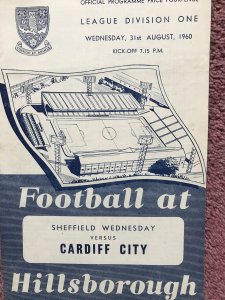 OFFICIAL PROGRAMME PRICE FOURPENCE
LEAGUE DIVISION ONE
WEDNESDAY, 31st AUGUST, 1960
KICK-OFF 7.15 P.M.
Football at
SHEFFIELD WEDNESDAY
VERSUS
CARDIFF CITY
Hillsborough